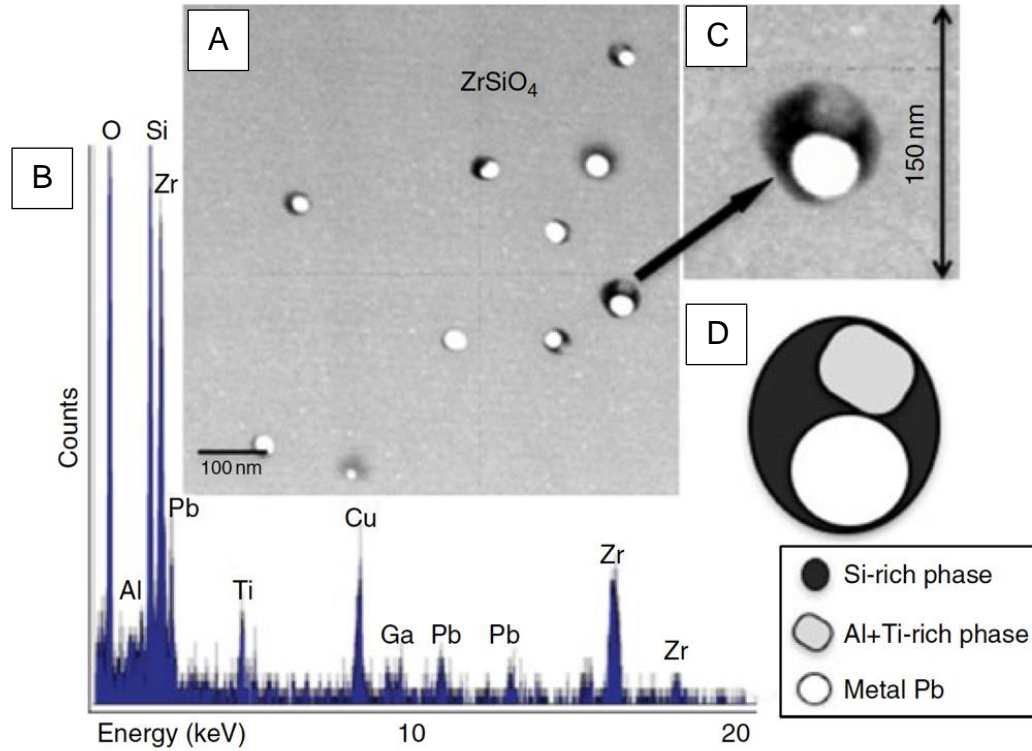 A
ZrSiO4
100 nm
C
150 nm
B
O
Si
Zr
Pb
Al
Ti
Cu
Ga
Pb
Pb
Zr
Zr
Counts
Energy (keV)
10
20
D
Si-rich phase
Al+Ti-rich phase
Metal Pb